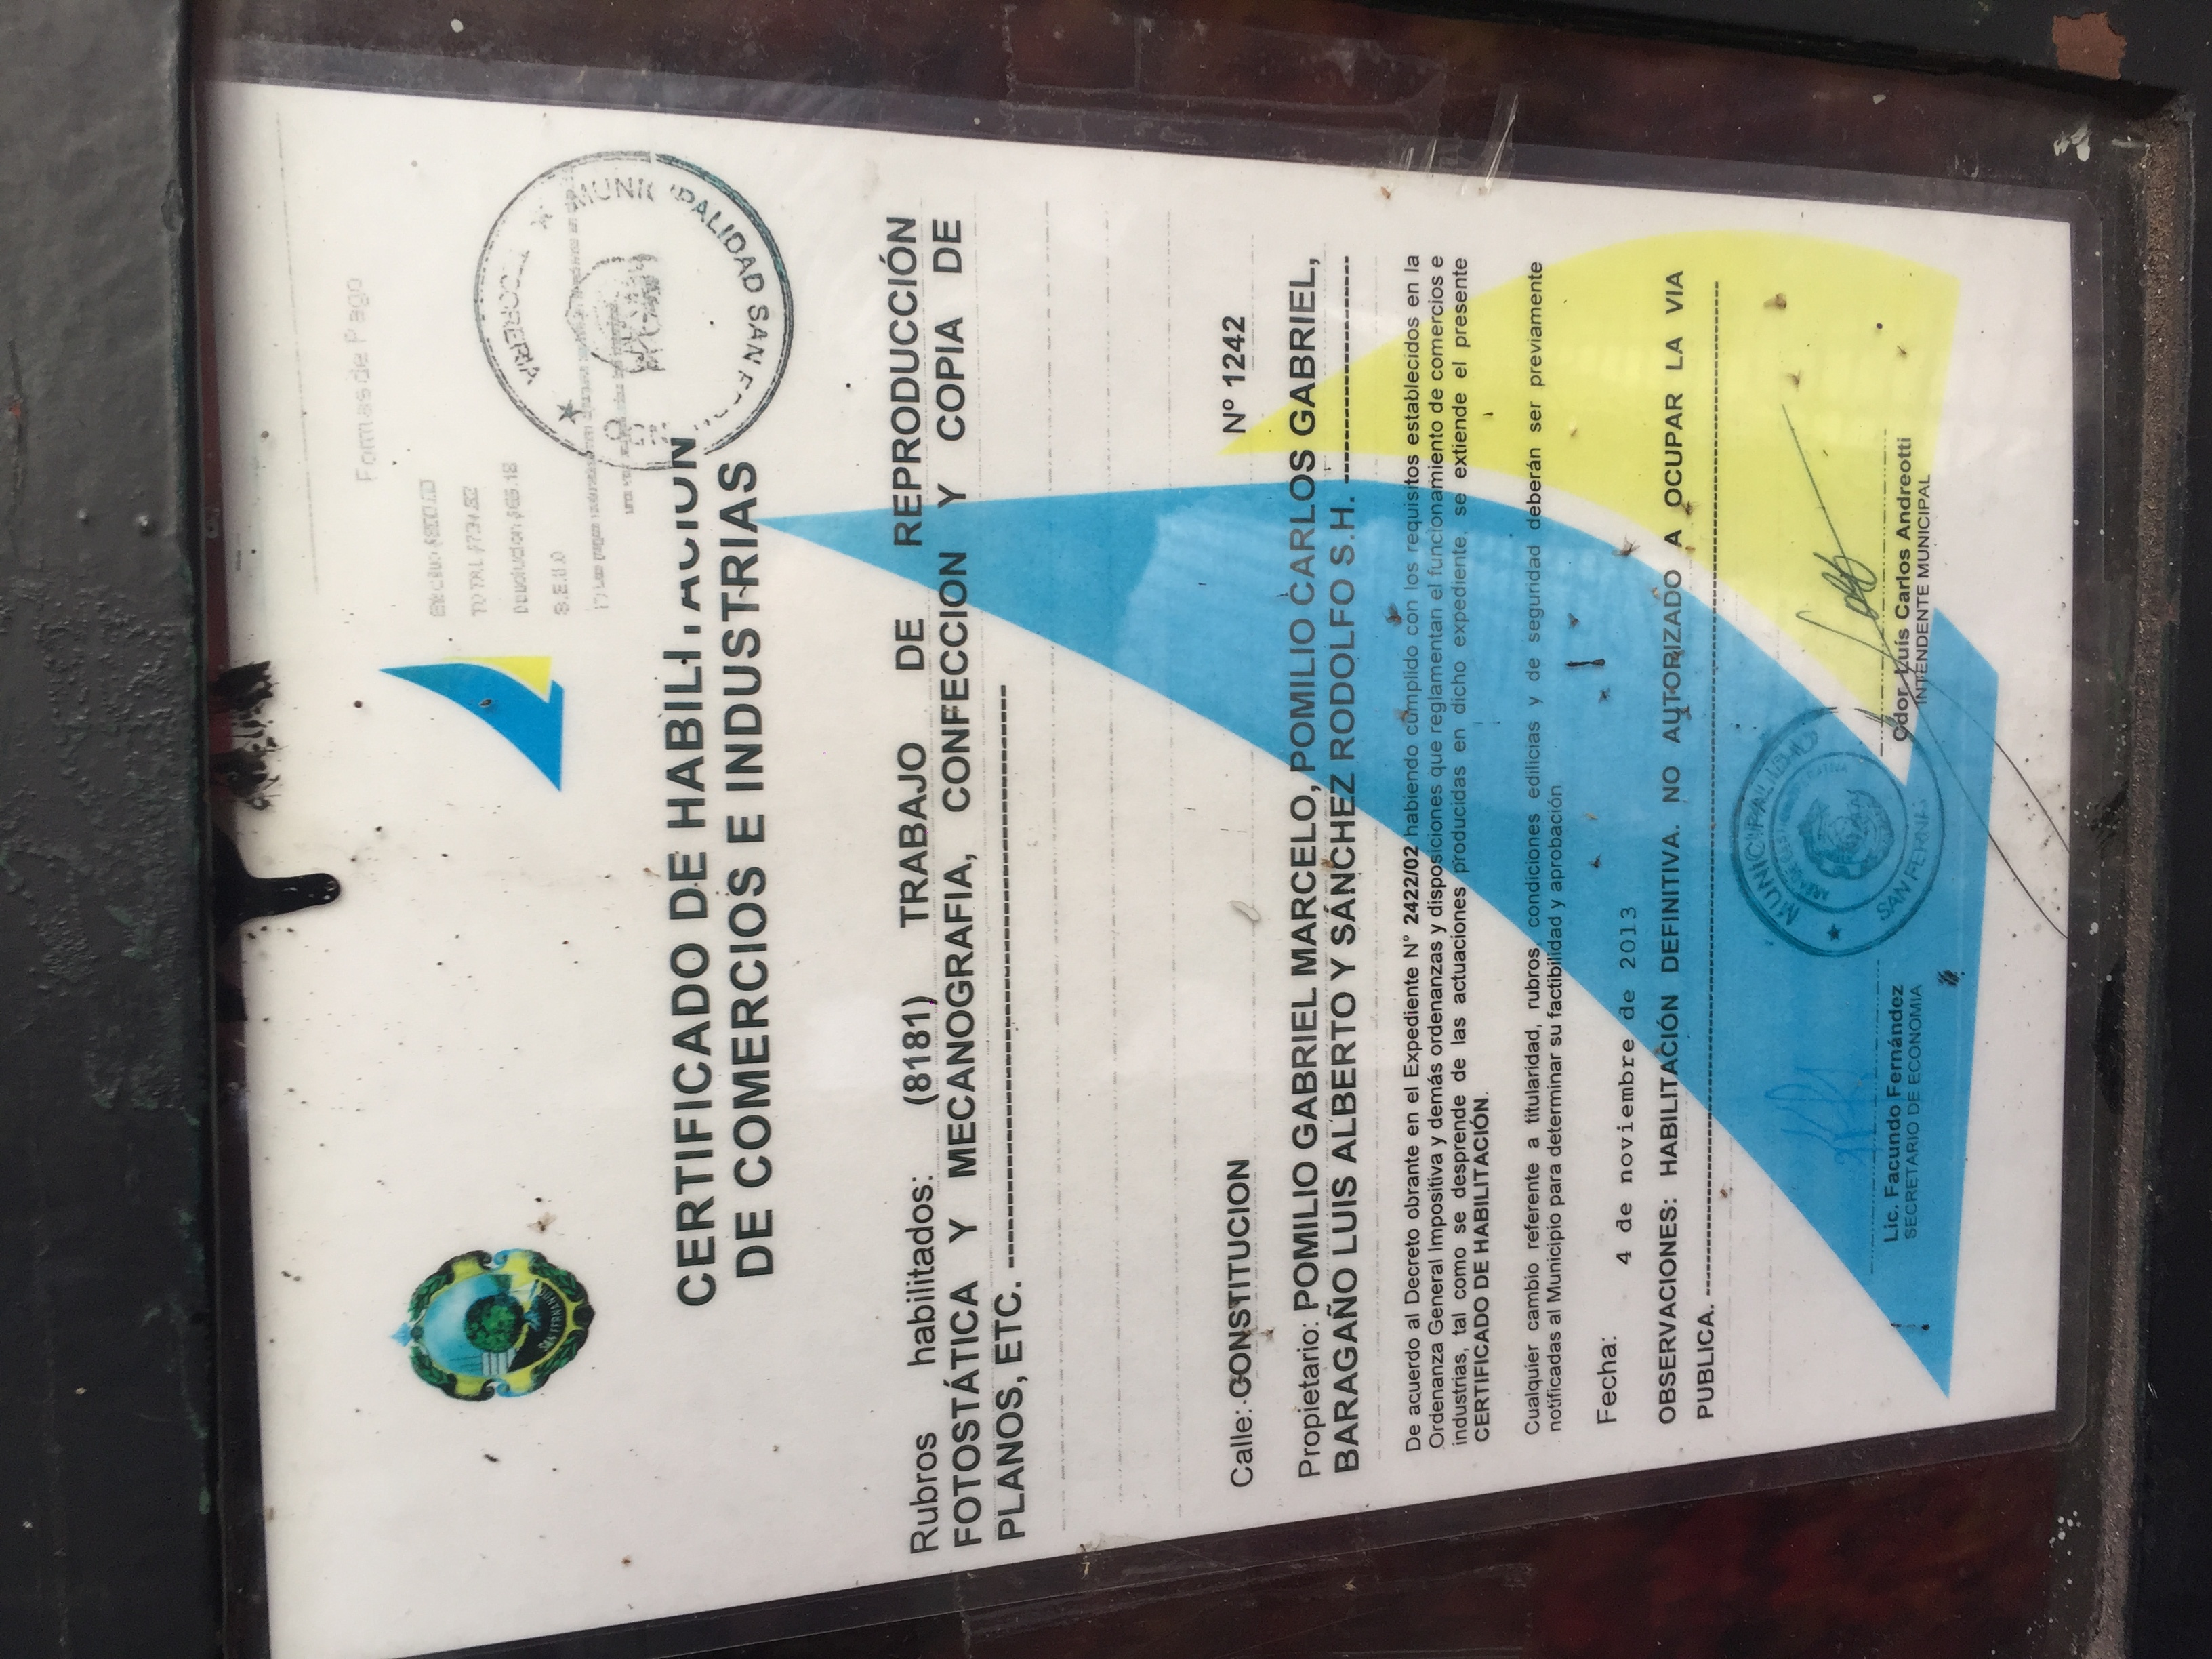 Formas de Pago
S.E.U.O
MUNICIPALIDAD SAN
CERTIFICADO DE HABILITACIÓN
DE COMERCIOS E INDUSTRIAS
Rubros habilitados: (8181) TRABAJO DE REPRODUCCIÓN
FOTOSTÁTICA Y MECANOGRAFIA, CONFECCION Y COPIA DE
PLANOS, ETC. --------------------------------------------
Calle: CONSTITUCION Nº 1242
Propietario: POMILIO GABRIEL MARCELO, POMILIO CARLOS GABRIEL,
BARAGAÑO LUIS ALBERTO Y SÁNCHEZ RODOLFO S.H. ------------------
De acuerdo al Decreto obrante en el Expediente N° 2422/02 habiendo cumplido con los requisitos establecidos en la
Ordenanza General Impositiva y demás ordenanzas y disposiciones que reglamentan el funcionamiento de comercios e
industrias, tal como se desprende de las actuaciones producidas en dicho expediente, se extiende el presente
CERTIFICADO DE HABILITACIÓN.
Cualquier cambio referente a titularidad, rubros, condiciones edilicias y de seguridad deberán ser previamente
notificadas al Municipio para determinar su factibilidad y aprobación
Fecha: 4 de noviembre de 2013
OBSERVACIONES: HABILITACIÓN DEFINITIVA. NO AUTORIZADO A OCUPAR LA VIA
PUBLICA. --------------------------------------------
MUNICIPALIDAD
SAN FERNA
Lic. Facundo Fernández
SECRETARIO DE ECONOMIA
Cdor Luís Carlos Andreotti
INTENDENTE MUNICIPAL